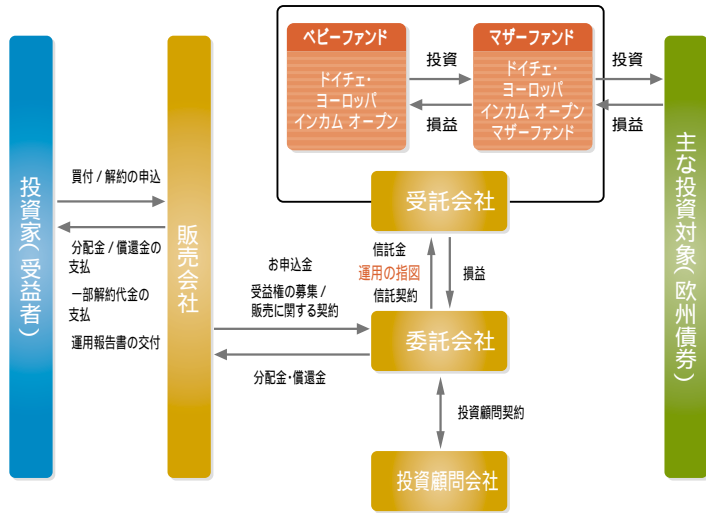 投資家(受益者)
買付 / 解約の申込
分配金 / 償還金の
支払
一部解約代金の
支払
運用報告書の交付
販売会社
お申込金
受益権の募集 /
販売に関する契約
分配金・償還金
ベビーファンド
ドイチェ・
ヨーロッパ
インカム オープン
投資
損益
マザーファンド
ドイチェ・
ヨーロッパ
インカム オープン
マザーファンド
投資
損益
受託会社
信託金
運用の指図
信託契約
損益
委託会社
投資顧問契約
投資顧問会社
主な投資対象(欧州債券)